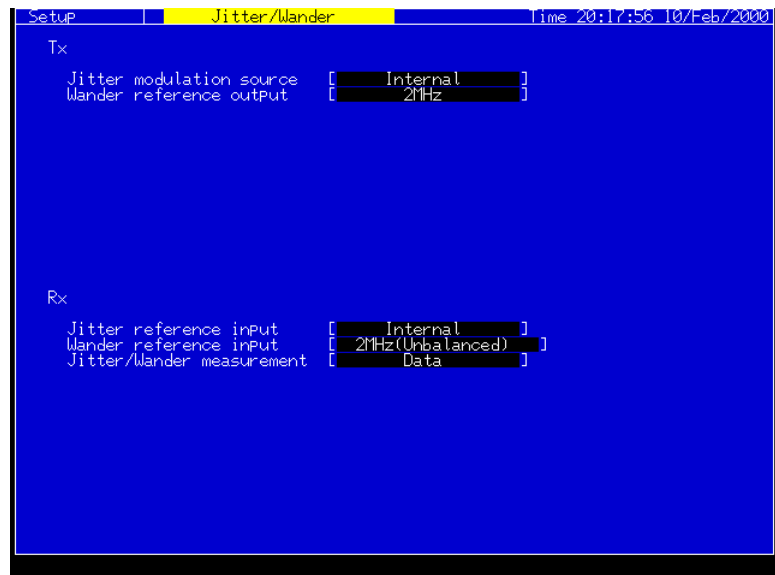 Setup | Jitter/Wander Time 20:17:56 10/Feb/2000
Tx
Jitter modulation source [ Internal ]
Wander reference output [ 2MHz ]
Rx
Jitter reference input [ Internal ]
Wander reference input [ 2MHz(Unbalanced) ]
Jitter/Wander measurement [ Data ]